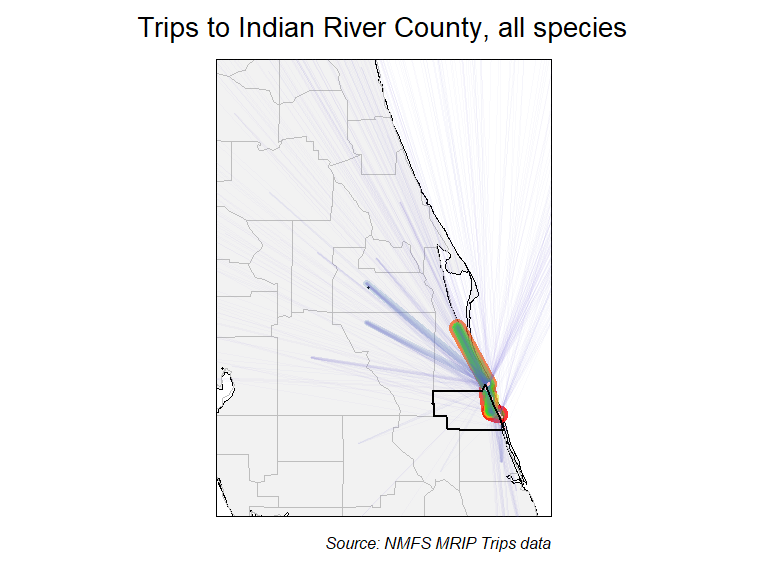 Trips to Indian River County, all species
Source: NMFS MRIP Trips data